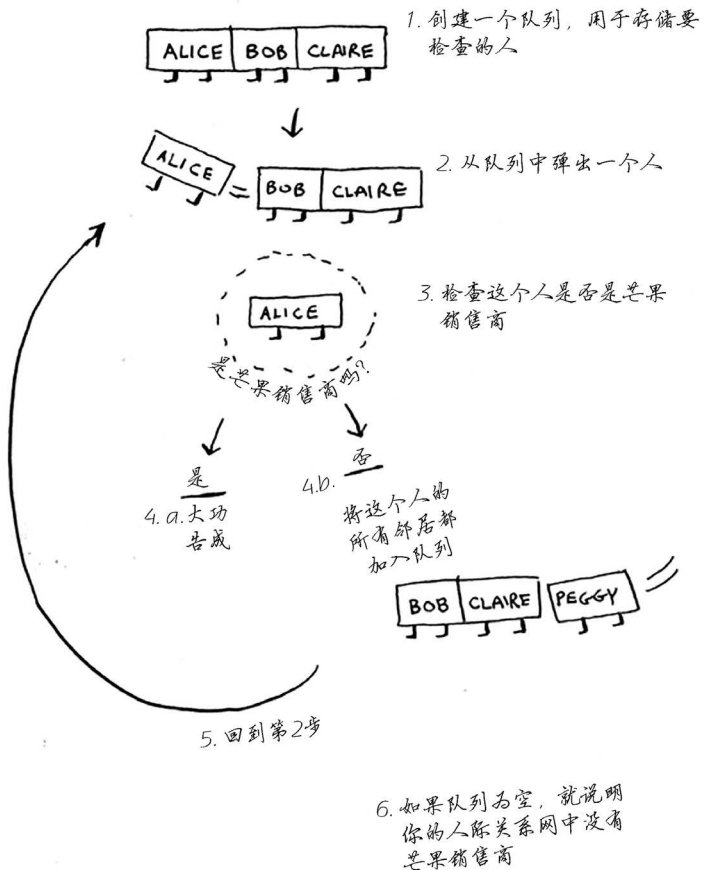 1. 创建一个队列，用于存储要
检查的人
ALICE BOB CLAIRE
ALICE
BOB CLAIRE
2. 从队列中弹出一个人
ALICE
3. 检查这个人是否是芒果
销售商
是芒果销售商吗？
是
4.a. 大功
告成
否
4.b.
将这个人的
所有邻居都
加入队列
BOB CLAIRE PEGGY
5. 回到第2步
6. 如果队列为空，就说明
你的人际关系网中没有
芒果销售商